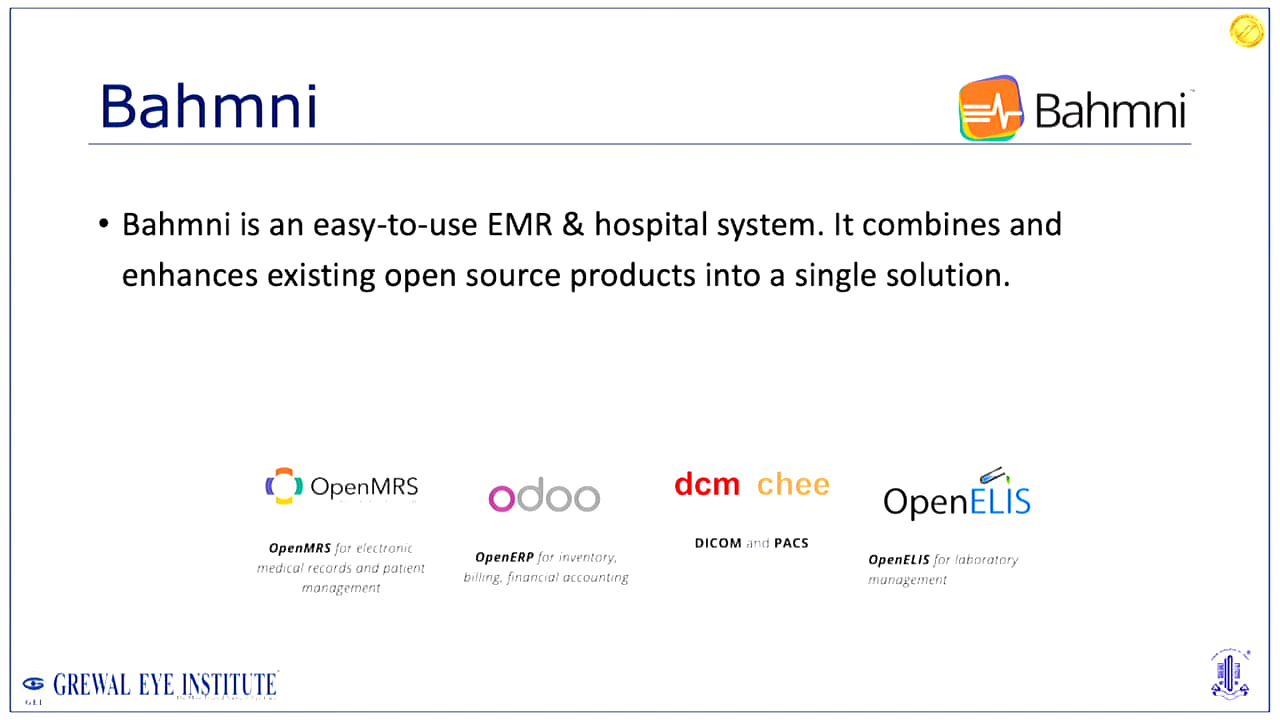 Bahmni
Bahmni
• Bahmni is an easy-to-use EMR & hospital system. It combines and
enhances existing open source products into a single solution.
OpenMRS
odoo
dcm chee
OpenELIS
OpenMRS for electronic
medical records and patient
management
OpenERP for inventory,
billing, financial accounting
DICOM and PACS
OpenELIS for laboratory
management
GREWAL EYE INSTITUTE
GEI